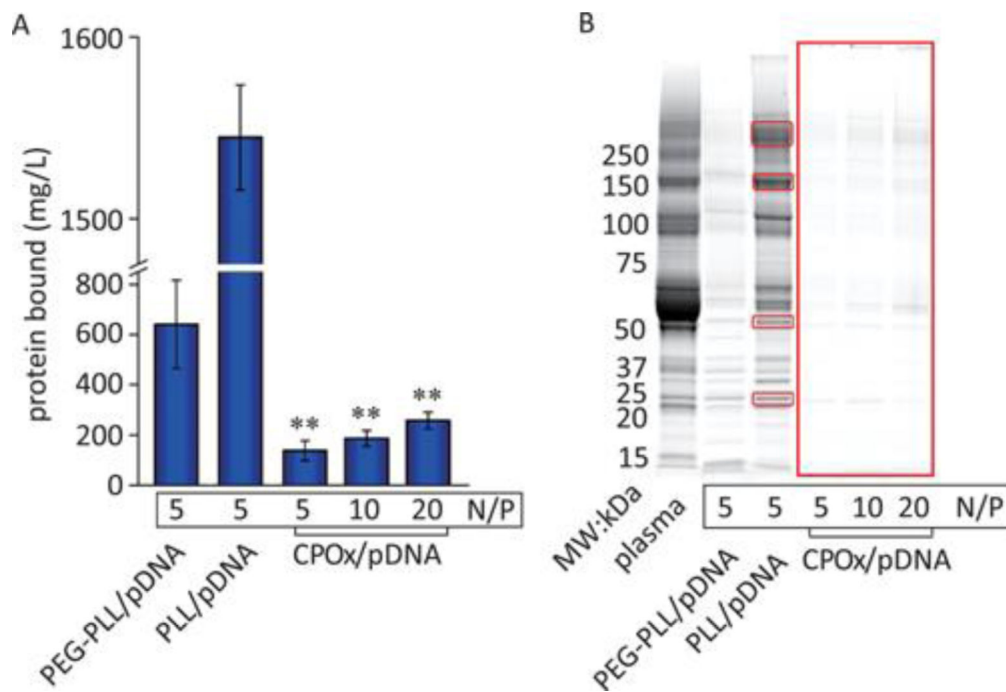 A
1600
1500
800
600
400
200
0
protein bound (mg/L)
** ** **
5 5 5 10 20 N/P
PEG-PLL/pDNA
PLL/pDNA
CPOx/pDNA
B
250
150
100
75
50
37
25
20
15
MW:kDa
plasma
5 5 5 10 20 N/P
PEG-PLL/pDNA
PLL/pDNA
CPOx/pDNA